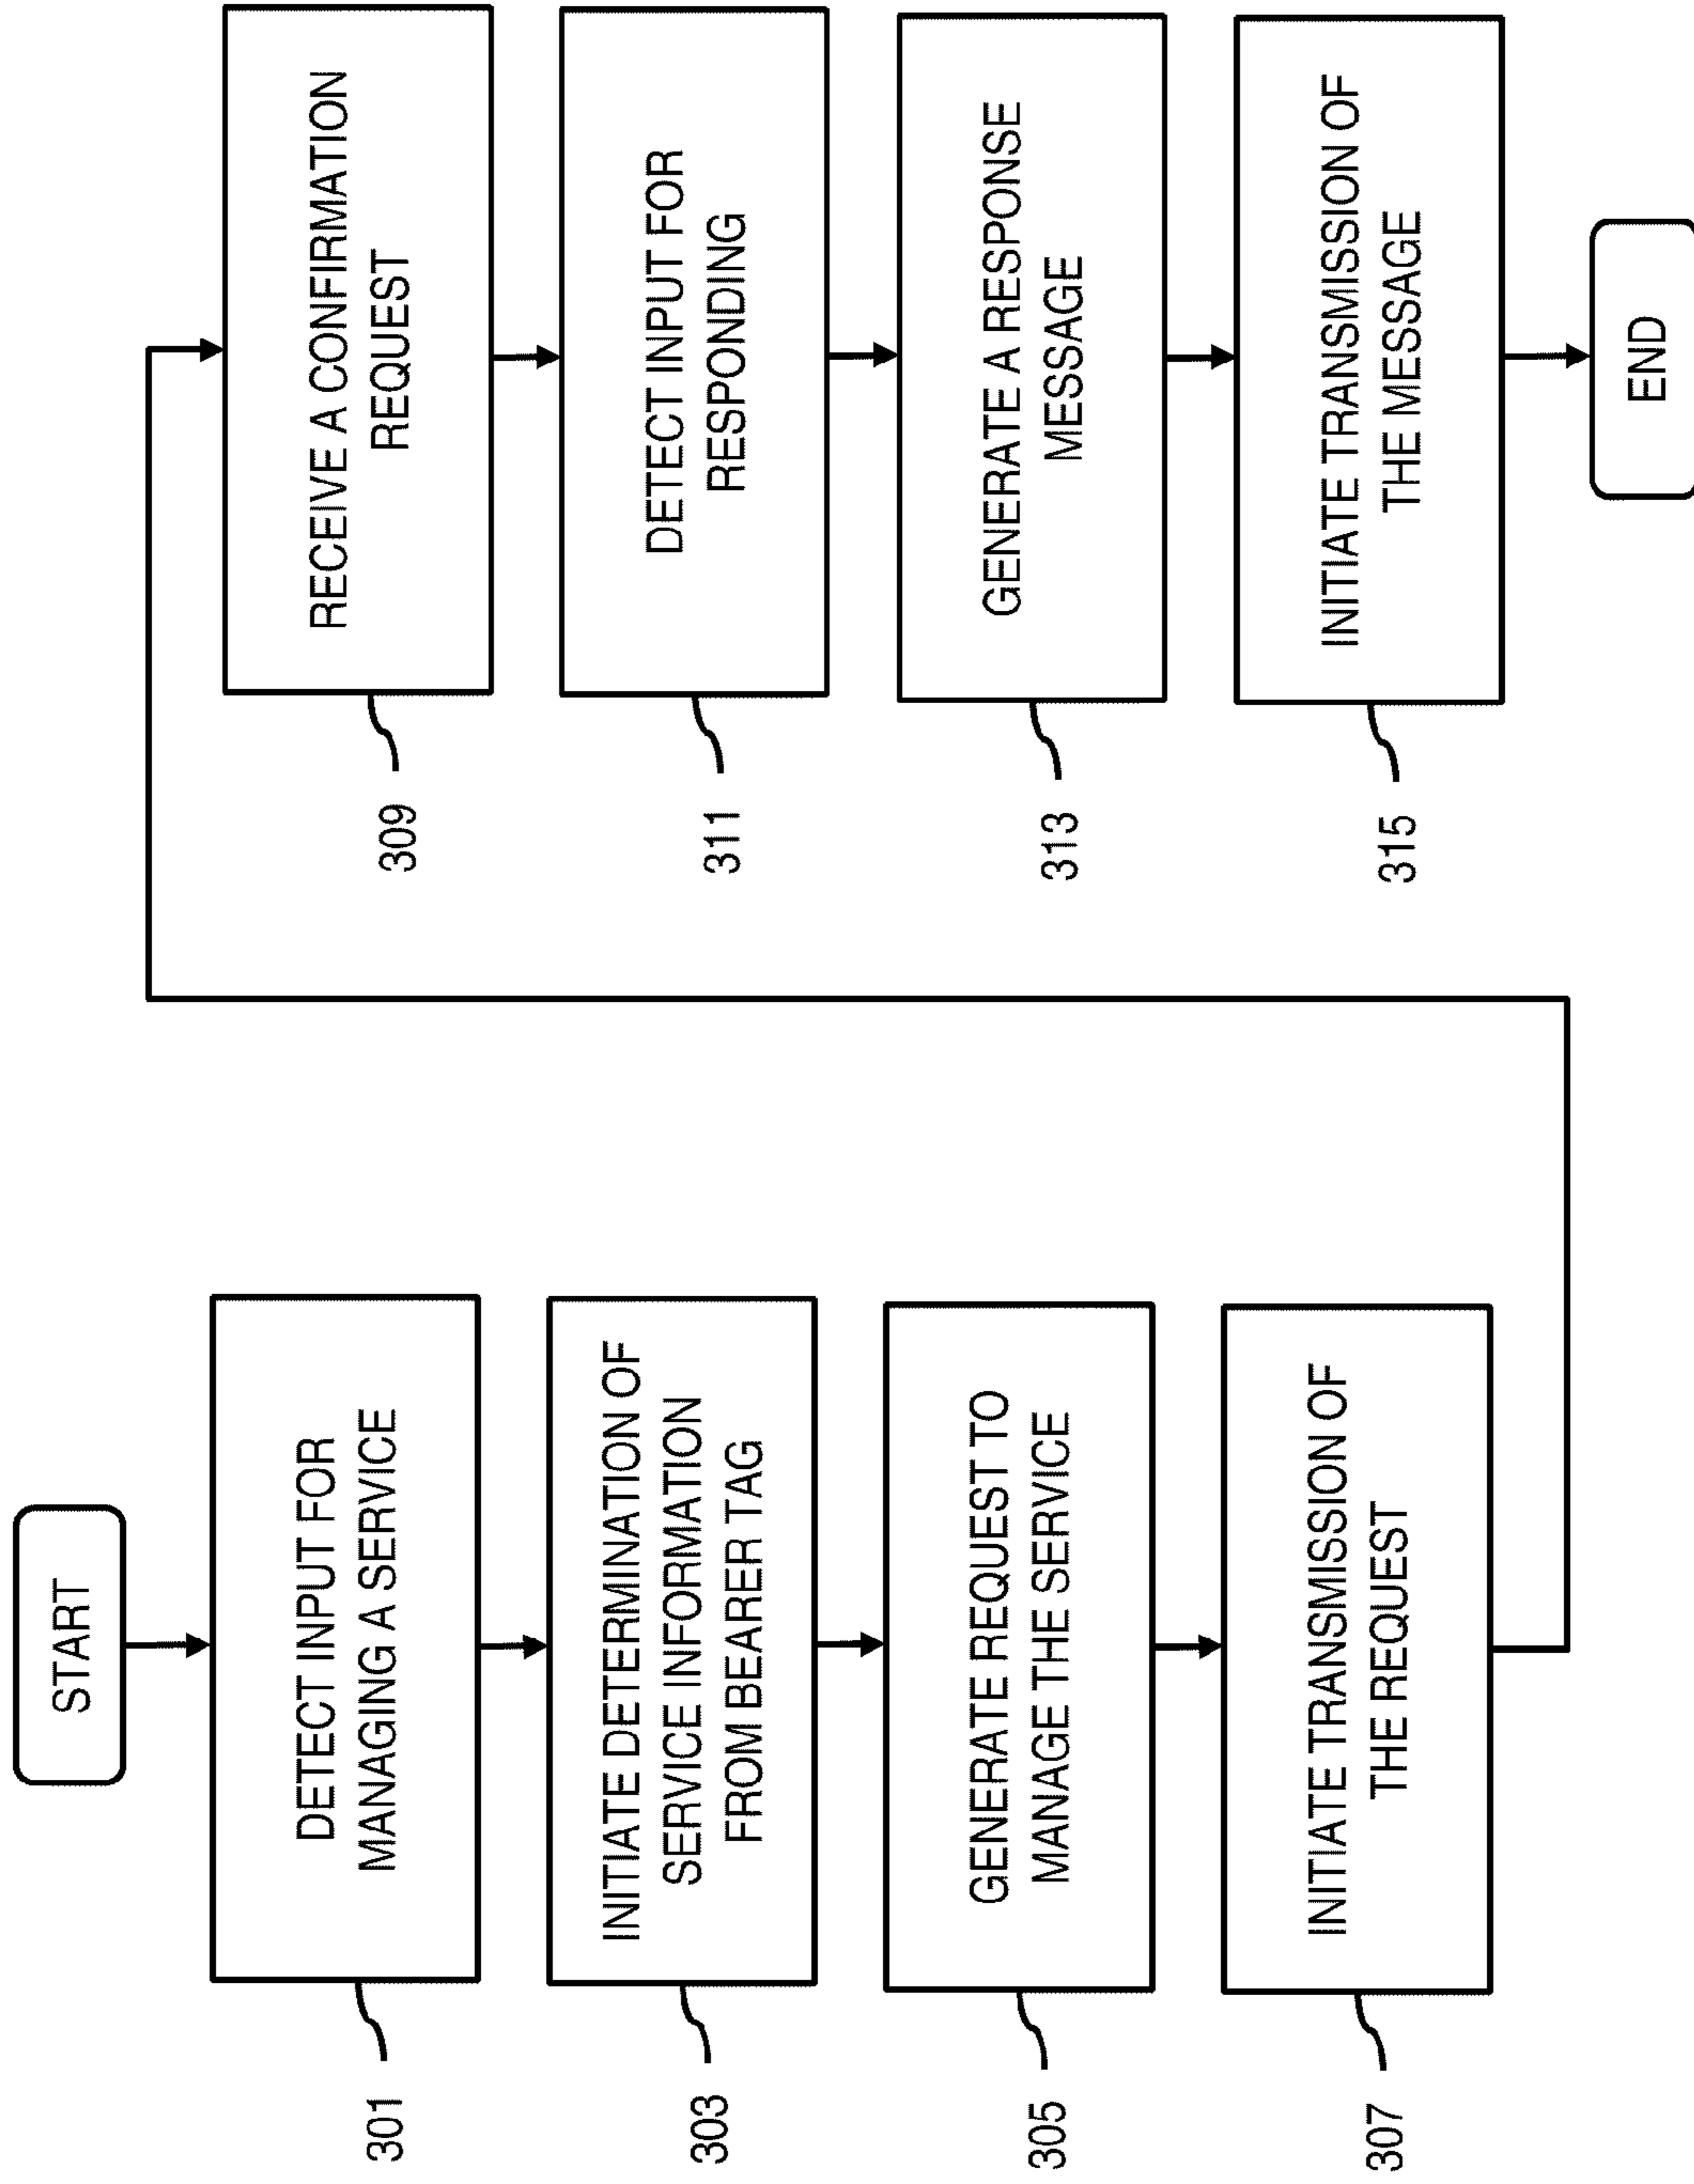 START
301
DETECT INPUT FOR
MANAGING A SERVICE
303
INITIATE DETERMINATION OF
SERVICE INFORMATION
FROM BEARER TAG
305
GENERATE REQUEST TO
MANAGE THE SERVICE
307
INITIATE TRANSMISSION OF
THE REQUEST
309
RECEIVE A CONFIRMATION
REQUEST
311
DETECT INPUT FOR
RESPONDING
313
GENERATE A RESPONSE
MESSAGE
315
INITIATE TRANSMISSION OF
THE MESSAGE
END